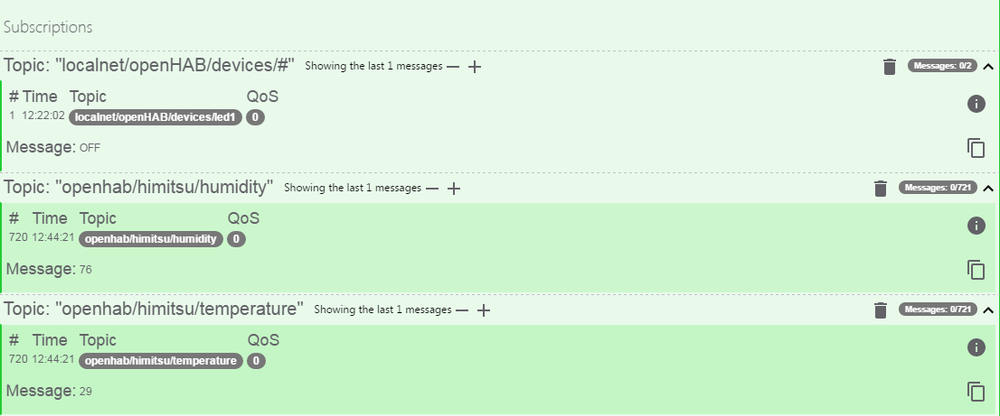 Subscriptions
Topic: "localnet/openHAB/devices/#" Showing the last 1 messages — + Messages: 0/2
# Time Topic QoS
1 12:22:02 localnet/openHAB/devices/led1 0
Message: OFF
Topic: "openhab/himitsu/humidity" Showing the last 1 messages — + Messages: 0/721
# Time Topic QoS
720 12:44:21 openhab/himitsu/humidity 0
Message: 76
Topic: "openhab/himitsu/temperature" Showing the last 1 messages — + Messages: 0/721
# Time Topic QoS
720 12:44:21 openhab/himitsu/temperature 0
Message: 29